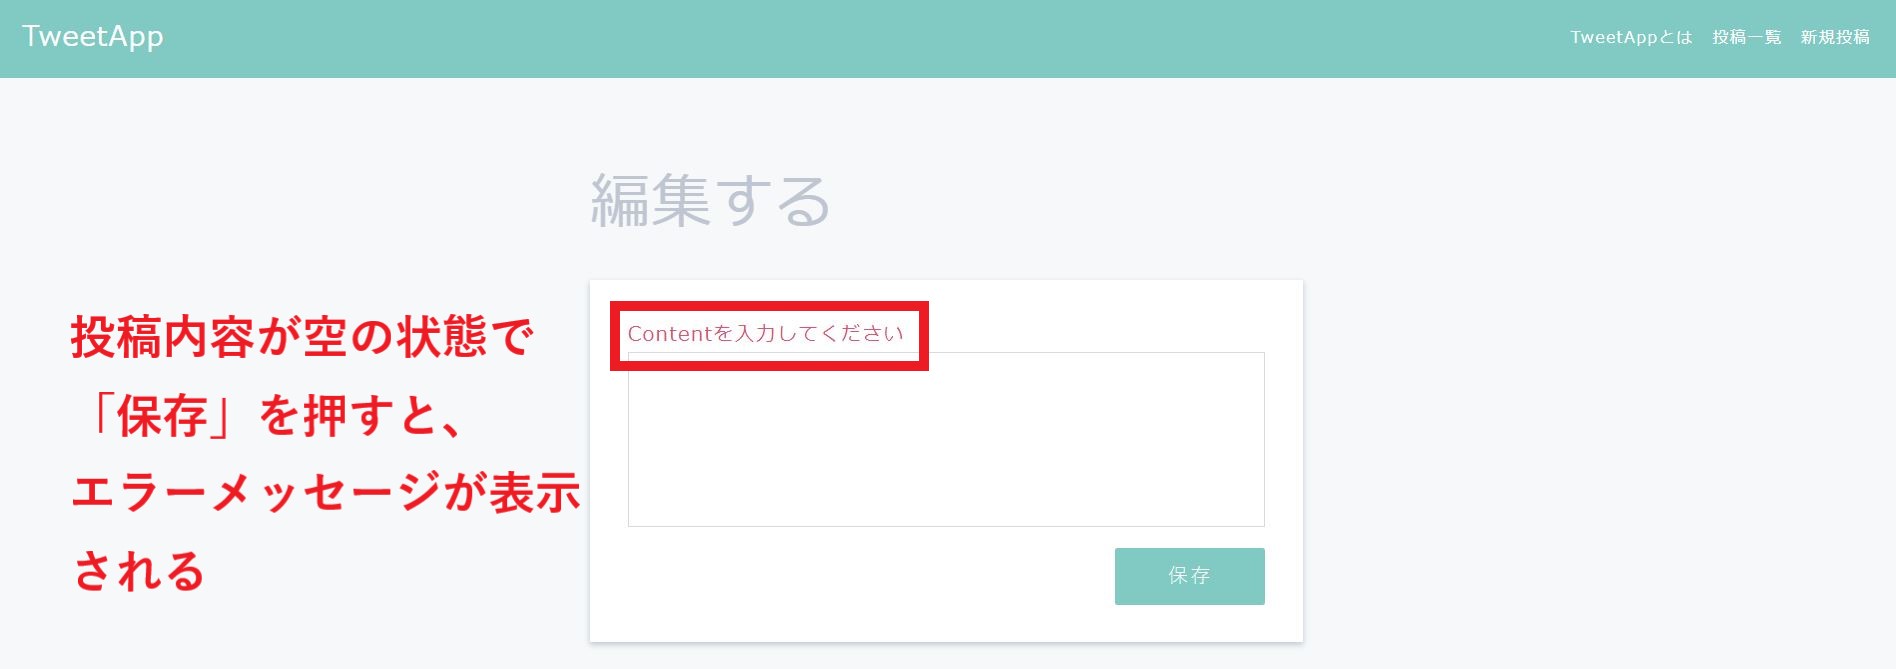 TweetApp
TweetAppとは 投稿一覧 新規投稿
編集する
投稿内容が空の状態で
「保存」を押すと、
エラーメッセージが表示
される
Contentを入力してください
保存